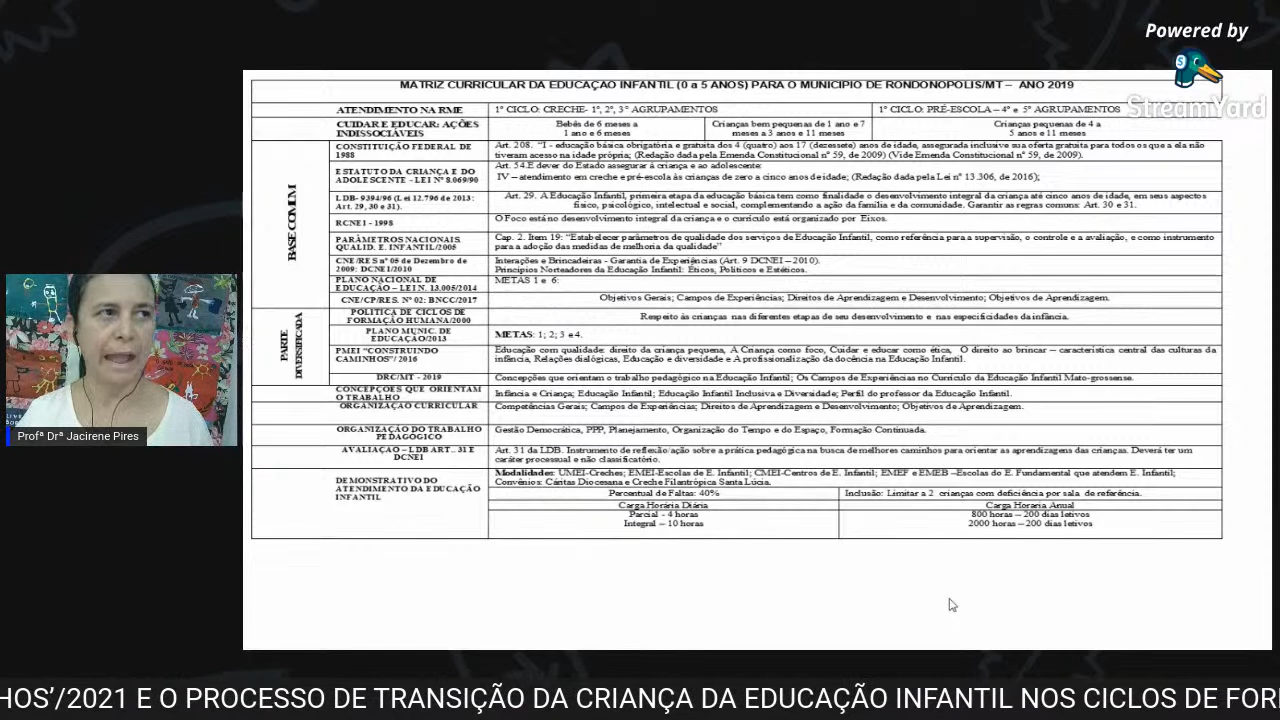 Powered by
StreamYard
MATRIZ CURRICULAR DA EDUCAÇÃO INFANTIL (0 a 5 ANOS) PARA O MUNICIPIO DE RONDONOPOLIS/MT – ANO 2019
ATENDIMENTO NA RME
1º CICLO: CRECHE- 1º, 2º, 3º AGRUPAMENTOS
1º CICLO: PRÉ-ESCOLA – 4º e 5º AGRUPAMENTOS
CUIDAR E EDUCAR: AÇÕES
INDISSOCIÁVEIS
Bebês de 6 meses a
1 ano e 6 meses
Crianças bem pequenas de 1 ano e 7
meses a 3 anos e 11 meses
Crianças pequenas de 4 a
5 anos e 11 meses
BASE COMUM
CONSTITUIÇÃO FEDERAL DE
1988
Art. 208. “I - educação básica obrigatória e gratuita dos 4 (quatro) aos 17 (dezessete) anos de idade, assegurada inclusive sua oferta gratuita para todos os que a ela não
tiveram acesso na idade própria; (Redação dada pela Emenda Constitucional nº 59, de 2009) (Vide Emenda Constitucional nº 59, de 2009).
ESTATUTO DA CRIANÇA E DO
ADOLESCENTE - LEI Nº 8.069/90
Art. 54.É dever do Estado assegurar à criança e ao adolescente:
IV – atendimento em creche e pré-escola às crianças de zero a cinco anos de idade; (Redação dada pela Lei nº 13.306, de 2016);
LDB- 9394/96 (Lei 12.796 de 2013:
Art. 29, 30 e 31).
Art. 29. A Educação Infantil, primeira etapa da educação básica tem como finalidade o desenvolvimento integral da criança até cinco anos de idade, em seus aspectos
físico, psicológico, intelectual e social, complementando a ação da família e da comunidade. Garantir as regras comuns: Art. 30 e 31.
RCNEI - 1998
O Foco está no desenvolvimento integral da criança e o currículo está organizado por Eixos.
PARÂMETROS NACIONAIS
QUALID. E. INFANTIL/2006
Cap. 2. Item 19: “Estabelecer parâmetros de qualidade dos serviços de Educação Infantil, como referência para a supervisão, o controle e a avaliação, e como instrumento
para a adoção das medidas de melhoria da qualidade”
CNE/RES nº 05 de Dezembro de
2009: DCNEI/2010
Interações e Brincadeiras - Garantia de Experiências (Art. 9 DCNEI – 2010).
Princípios Norteadores da Educação Infantil: Éticos, Políticos e Estéticos.
PLANO NACIONAL DE
EDUCAÇÃO – LEI N. 13.005/2014
METAS 1 e 6:
CNE/CP/RES. Nº 02: BNCC/2017
Objetivos Gerais; Campos de Experiências; Direitos de Aprendizagem e Desenvolvimento; Objetivos de Aprendizagem.
PARTE
DIVERSIFICADA
POLITICA DE CICLOS DE
FORMAÇÃO HUMANA/2000
Respeito às crianças nas diferentes etapas de seu desenvolvimento e nas especificidades da infância.
PLANO MUNIC. DE
EDUCAÇÃO/2013
METAS: 1; 2; 3 e 4.
PMEI “CONSTRUINDO
CAMINHOS”/ 2016
Educação com qualidade: direito da criança pequena, A Criança como foco, Cuidar e educar como ética, O direito ao brincar – característica central das culturas da
infância, Relações dialógicas, Educação e diversidade e A profissionalização da docência na Educação Infantil.
DRC/MT - 2019
Concepções que orientam o trabalho pedagógico na Educação Infantil; Os Campos de Experiências no Currículo da Educação Infantil Mato-grossense.
CONCEPÇÕES QUE ORIENTAM
O TRABALHO
Infância e Criança; Educação Infantil; Educação Infantil Inclusiva e Diversidade; Perfil do professor da Educação Infantil.
ORGANIZAÇÃO CURRICULAR
Competências Gerais; Campos de Experiências; Direitos de Aprendizagem e Desenvolvimento; Objetivos de Aprendizagem.
ORGANIZAÇÃO DO TRABALHO
PEDAGÓGICO
Gestão Democrática, PPP, Planejamento, Organização do Tempo e do Espaço, Formação Continuada.
AVALIAÇÃO – LDB ART.. 31 E
DCNEI
Art. 31 da LDB. Instrumento de reflexão/ação sobre a prática pedagógica na busca de melhores caminhos para orientar as aprendizagens das crianças. Deverá ter um
caráter processual e não classificatório.
DEMONSTRATIVO DO
ATENDIMENTO DA EDUCAÇÃO
INFANTIL
Modalidades: UMEI-Creches; EMEI-Escolas de E. Infantil; CMEI-Centros de E. Infantil; EMEF e EMEB –Escolas do E. Fundamental que atendem E. Infantil;
Convênios: Cáritas Diocesana e Creche Filantrópica Santa Lúcia.
Percentual de Faltas: 40%
Inclusão: Limitar a 2 crianças com deficiência por sala de referência.
Carga Horária Diária
Carga Horária Anual
Parcial - 4 horas
800 horas – 200 dias letivos
Integral – 10 horas
2000 horas – 200 dias letivos
Profª Drª Jacirene Pires
HOS’/2021 E O PROCESSO DE TRANSIÇÃO DA CRIANÇA DA EDUCAÇÃO INFANTIL NOS CICLOS DE FOR